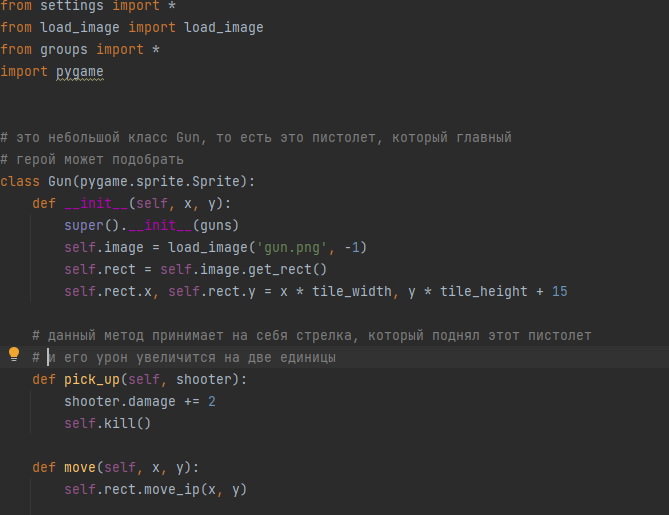 from settings import *
from load_image import load_image
from groups import *
import pygame
# это небольшой класс Gun, то есть это пистолет, который главный
# герой может подобрать
class Gun(pygame.sprite.Sprite):
    def __init__(self, x, y):
        super().__init__(guns)
        self.image = load_image('gun.png', -1)
        self.rect = self.image.get_rect()
        self.rect.x, self.rect.y = x * tile_width, y * tile_height + 15
    # данный метод принимает на себя стрелка, который поднял этот пистолет
    # и его урон увеличится на две единицы
    def pick_up(self, shooter):
        shooter.damage += 2
        self.kill()
    def move(self, x, y):
        self.rect.move_ip(x, y)